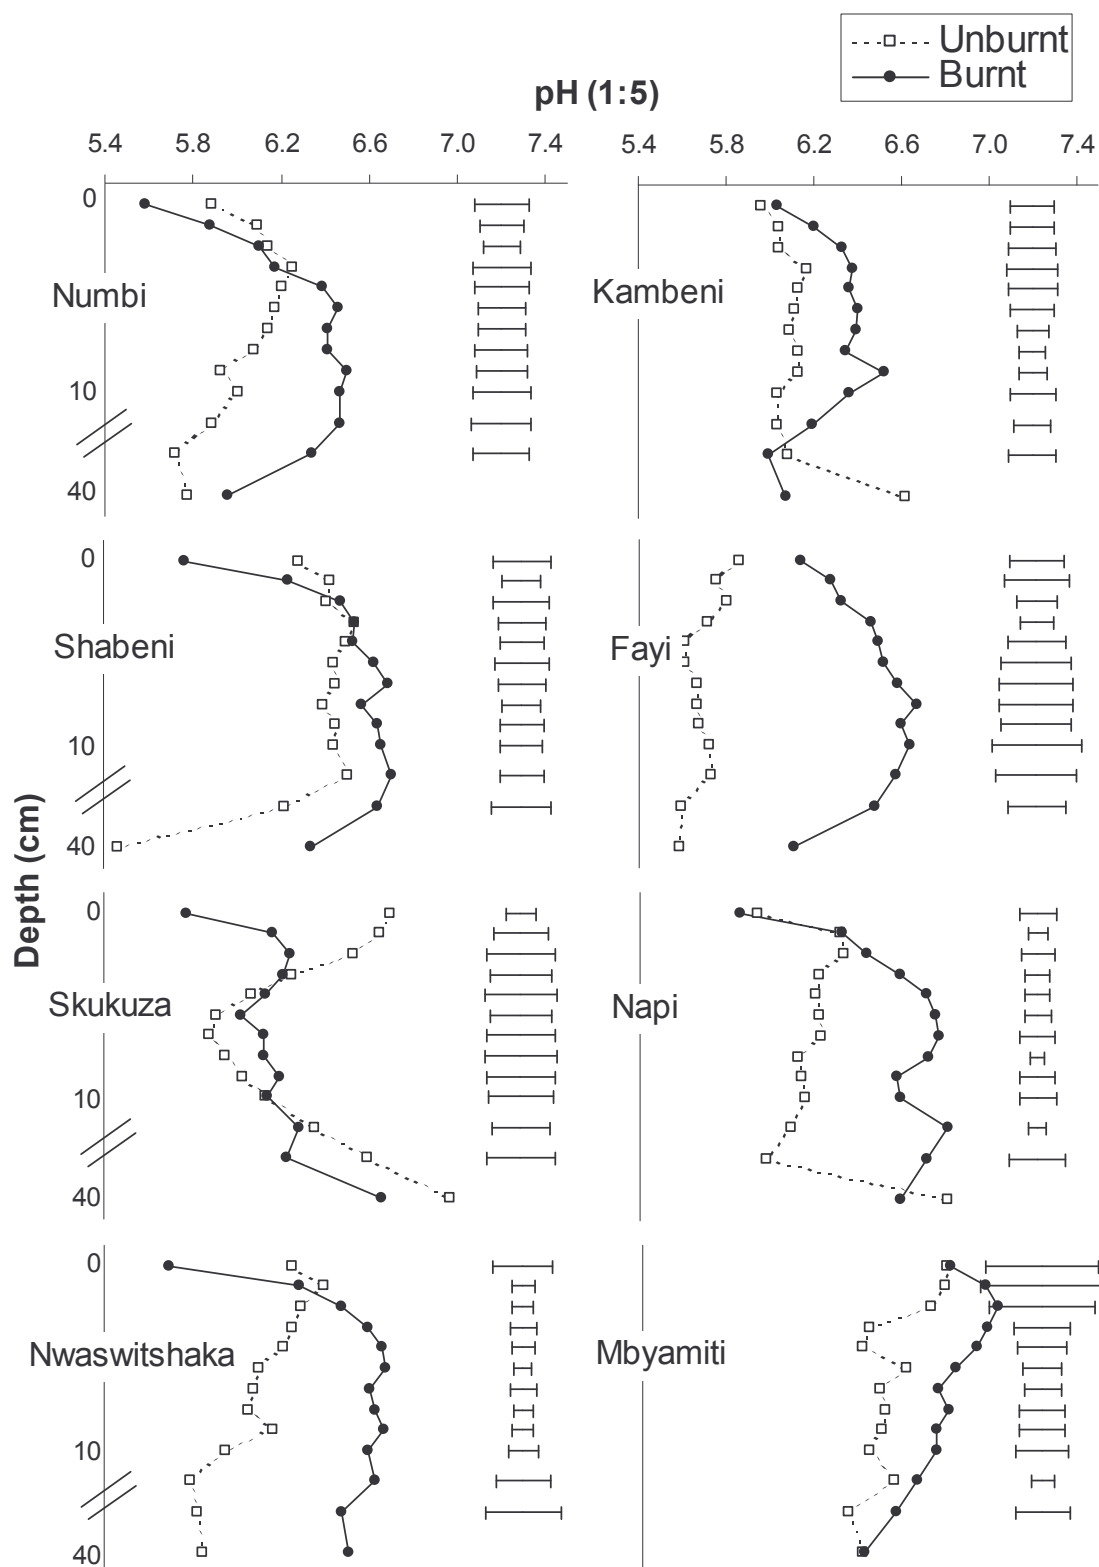 Unburnt
Burnt
pH (1:5)
5.4 5.8 6.2 6.6 7.0 7.4 5.4 6.0 6.2 6.6 7.0 7.4
0
Numbi Kambeni
10
40
0
Shabeni Fayi
10
40
Depth (cm)
0
Skukuza Napi
10
40
0
Nwaswitshaka Mbyamiti
10
40